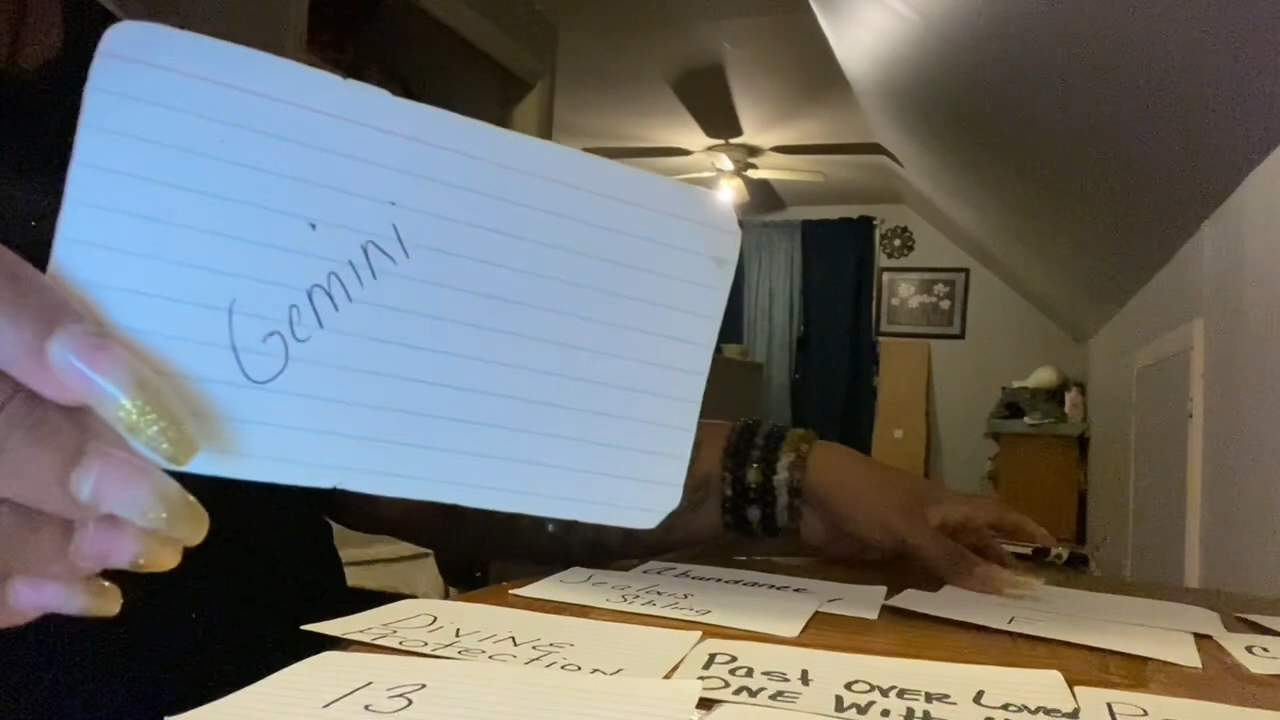 Gemini
Abundance,
Jealous
Sibling
DIVINE
Protection
Past OVER Loved
ONE With
13
F
C